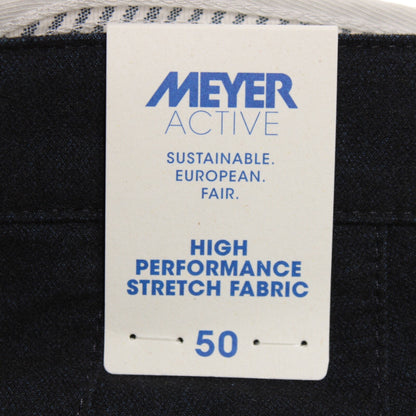 MEYER
ACTIVE
SUSTAINABLE.
EUROPEAN.
FAIR.
HIGH
PERFORMANCE
STRETCH FABRIC
50